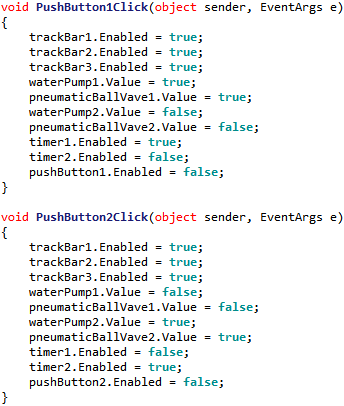 void PushButton1Click(object sender, EventArgs e)
{
    trackBar1.Enabled = true;
    trackBar2.Enabled = true;
    trackBar3.Enabled = true;
    waterPump1.Value = true;
    pneumaticBallVave1.Value = true;
    waterPump2.Value = false;
    pneumaticBallVave2.Value = false;
    timer1.Enabled = true;
    timer2.Enabled = false;
    pushButton1.Enabled = false;
}

void PushButton2Click(object sender, EventArgs e)
{
    trackBar1.Enabled = true;
    trackBar2.Enabled = true;
    trackBar3.Enabled = true;
    waterPump1.Value = false;
    pneumaticBallVave1.Value = false;
    waterPump2.Value = true;
    pneumaticBallVave2.Value = true;
    timer1.Enabled = false;
    timer2.Enabled = true;
    pushButton2.Enabled = false;
}